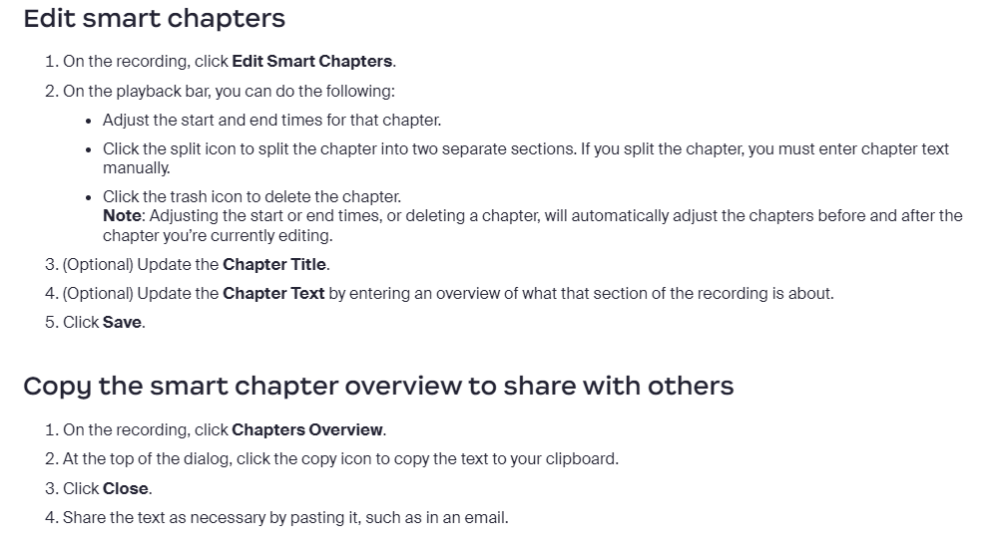 Edit smart chapters
1. On the recording, click Edit Smart Chapters.
2. On the playback bar, you can do the following:
• Adjust the start and end times for that chapter.
• Click the split icon to split the chapter into two separate sections. If you split the chapter, you must enter chapter text
manually.
• Click the trash icon to delete the chapter.
Note: Adjusting the start or end times, or deleting a chapter, will automatically adjust the chapters before and after the
chapter you’re currently editing.
3. (Optional) Update the Chapter Title.
4. (Optional) Update the Chapter Text by entering an overview of what that section of the recording is about.
5. Click Save.
Copy the smart chapter overview to share with others
1. On the recording, click Chapters Overview.
2. At the top of the dialog, click the copy icon to copy the text to your clipboard.
3. Click Close.
4. Share the text as necessary by pasting it, such as in an email.